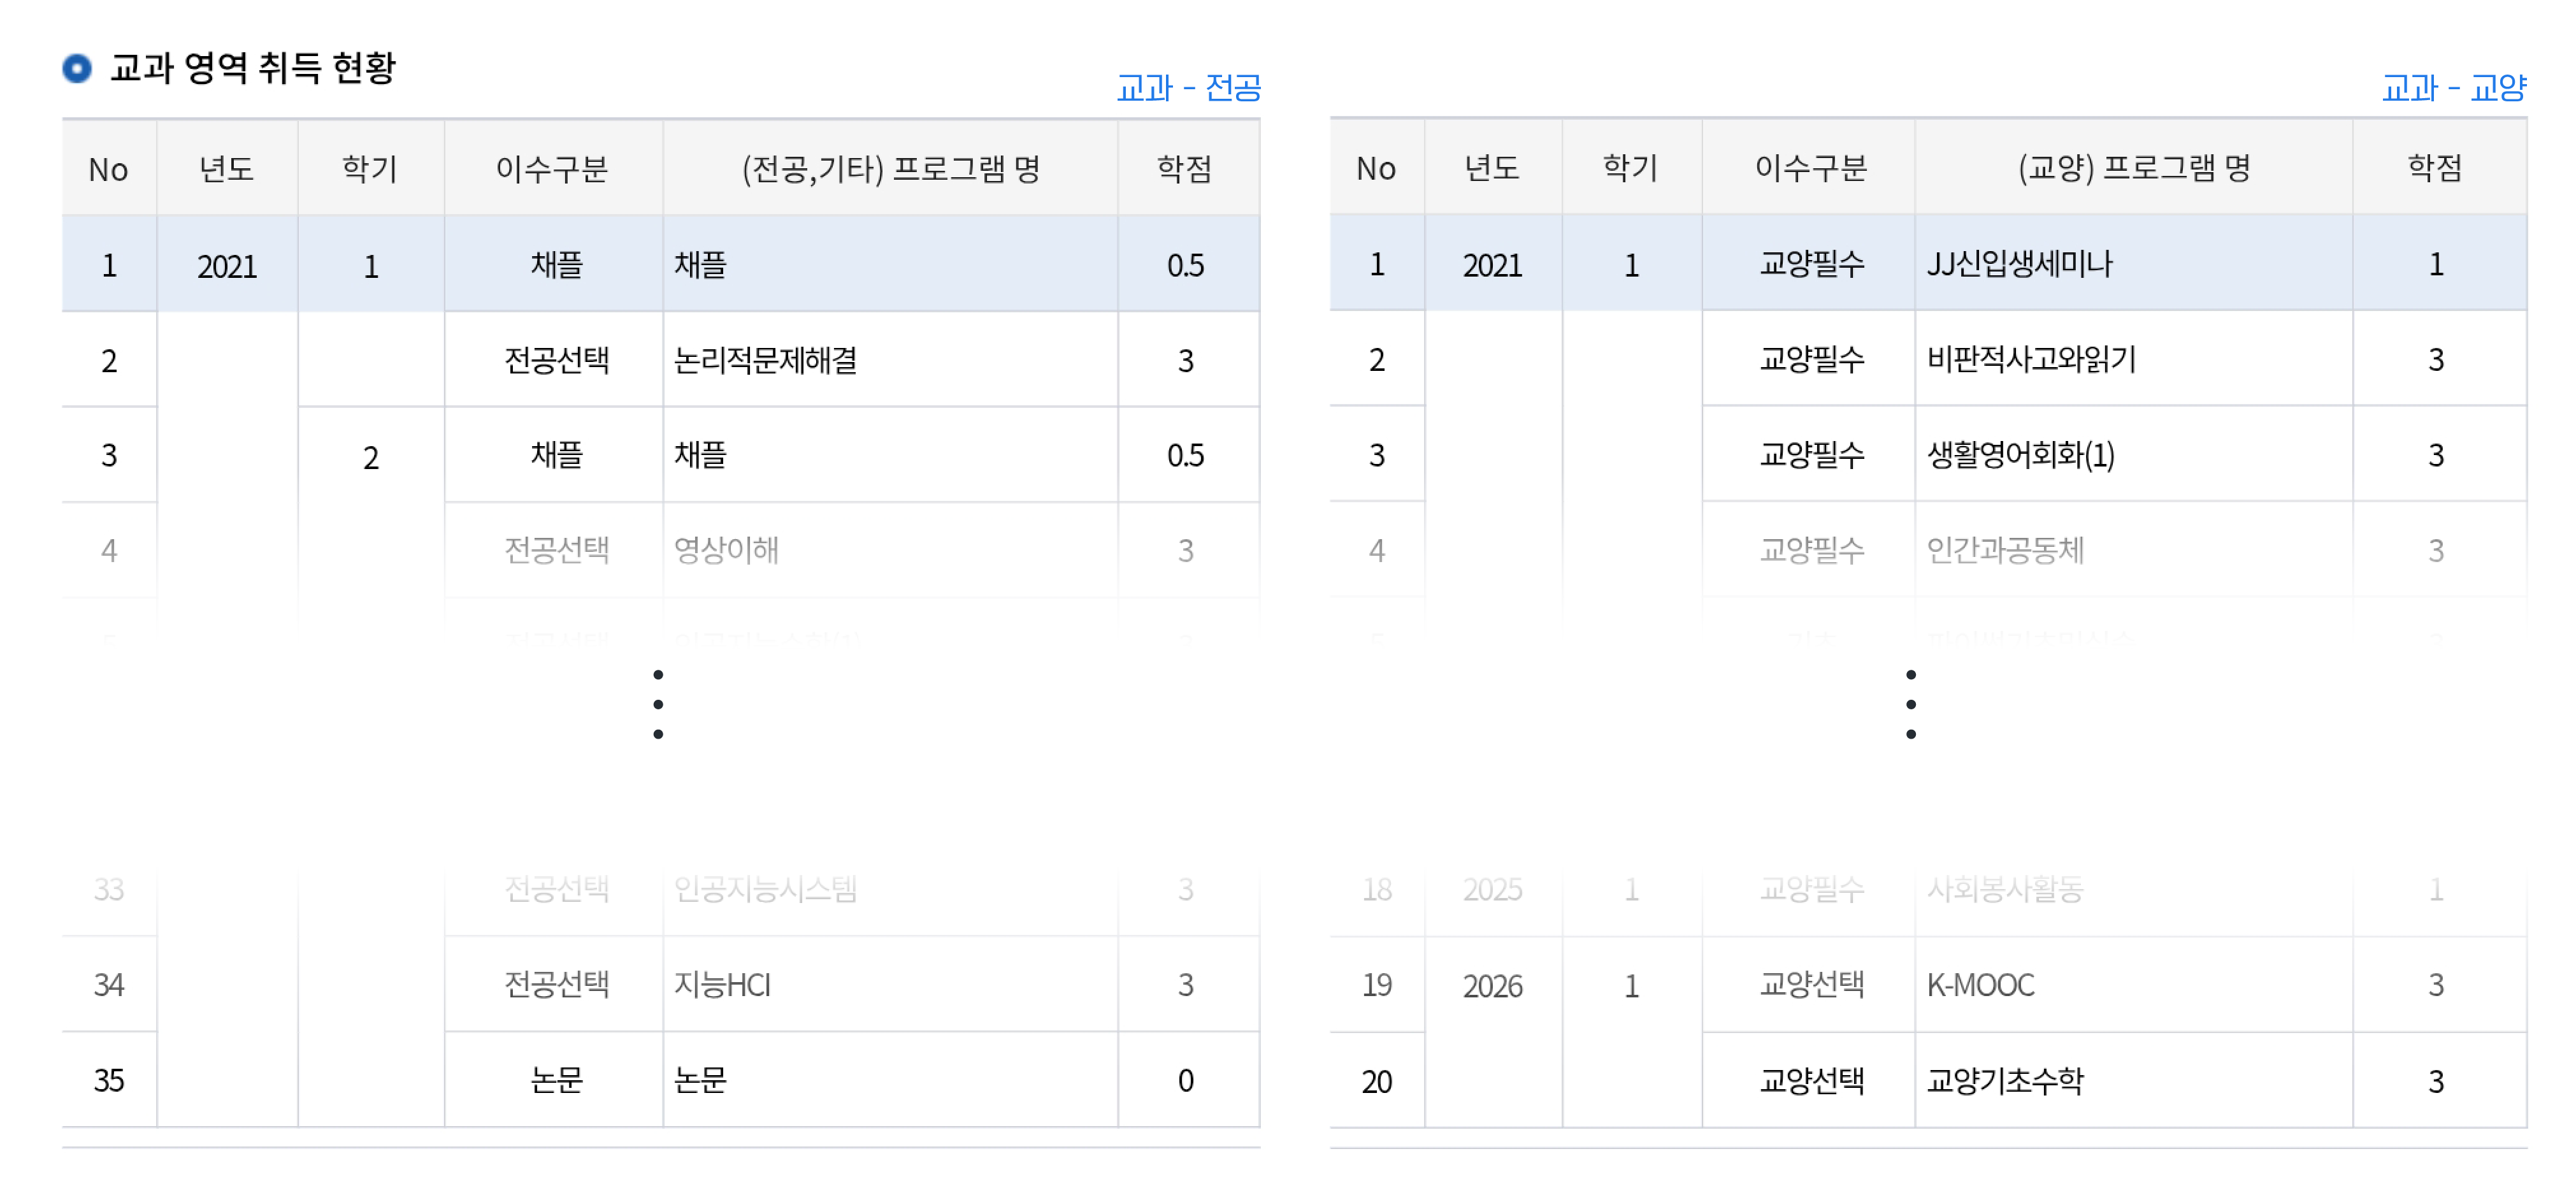 교과 영역 취득 현황
교과 - 전공
No 년도 학기 이수구분 (전공,기타) 프로그램 명 학점
1 2021 1 채플 채플 0.5
2 전공선택 논리적문제해결 3
3 2 채플 채플 0.5
4 전공선택 영상이해 3
33 전공선택 인공지능시스템 3
34 전공선택 지능HCI 3
35 논문 논문 0
교과 - 교양
No 년도 학기 이수구분 (교양) 프로그램 명 학점
1 2021 1 교양필수 JJ신입생세미나 1
2 교양필수 비판적사고와읽기 3
3 교양필수 생활영어회화(1) 3
4 교양필수 인간과공동체 3
18 2025 1 교양필수 사회봉사활동 1
19 2026 1 교양선택 K-MOOC 3
20 교양선택 교양기초수학 3